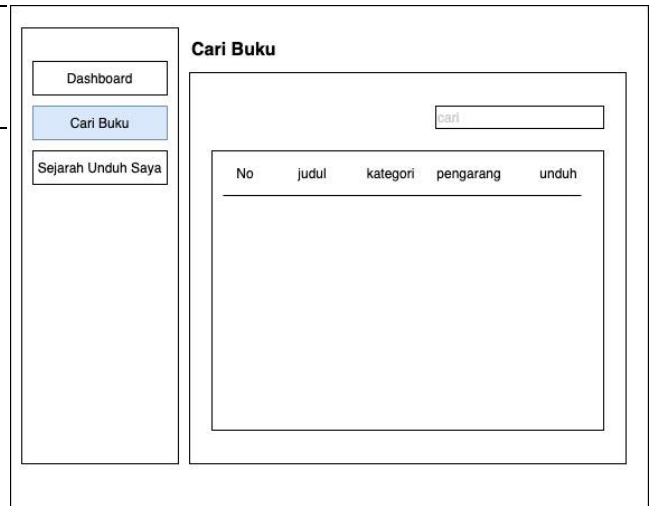 Cari Buku
Dashboard
Cari Buku
Sejarah Unduh Saya
cari
No judul kategori pengarang unduh